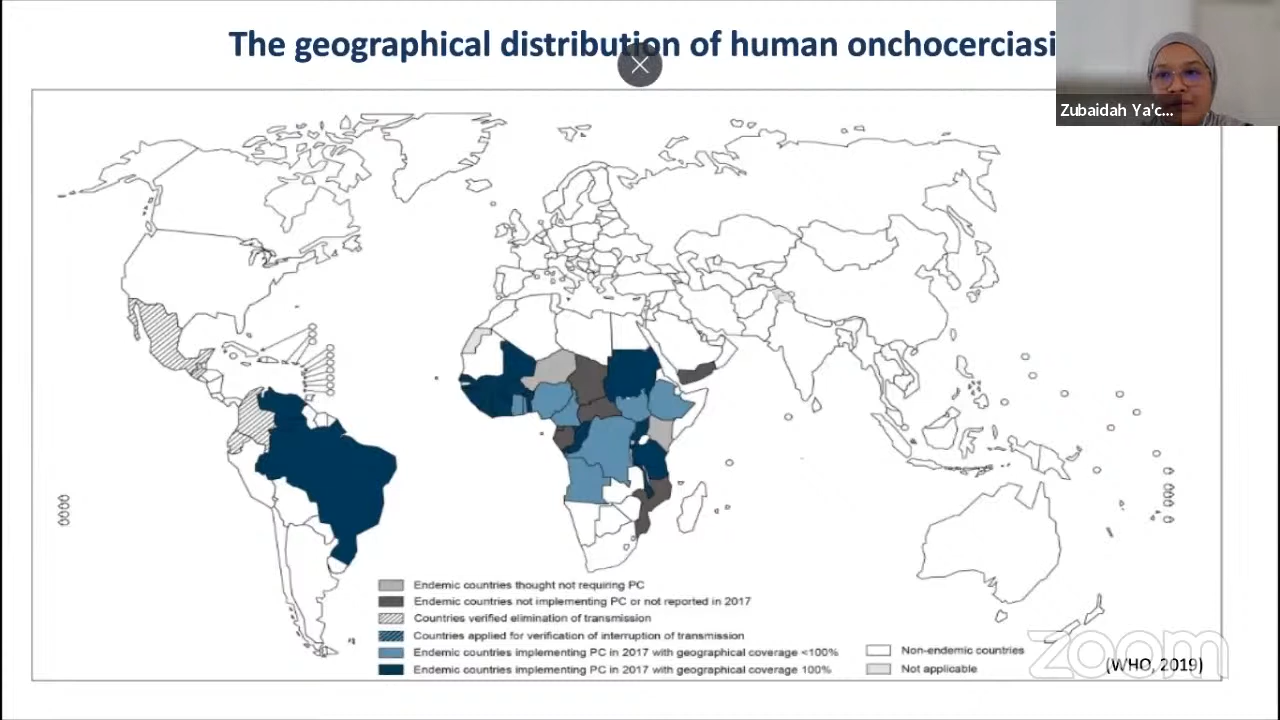 The geographical distribution of human onchocerciasi
Zubaidah Ya'c...
Endemic countries thought not requiring PC
Endemic countries not implementing PC or not reported in 2017
Countries verified elimination of transmission
Countries applied for verification of interruption of transmission
Endemic countries implementing PC in 2017 with geographical coverage <100%
Endemic countries implementing PC in 2017 with geographical coverage 100%
Non-endemic countries
Not applicable
zoom
(WHO, 2019)